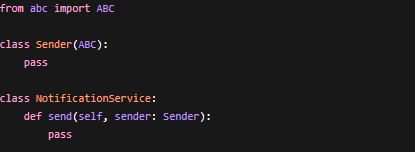 from abc import ABC
class Sender(ABC):
    pass
class NotificationService:
    def send(self, sender: Sender):
        pass